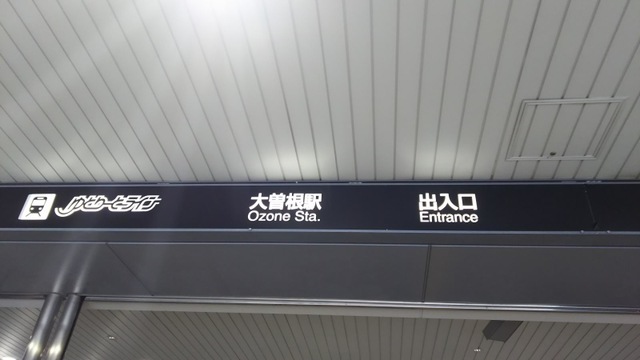 ゆとりーとライン
大曽根駅
Ozone Sta.
出入口
Entrance